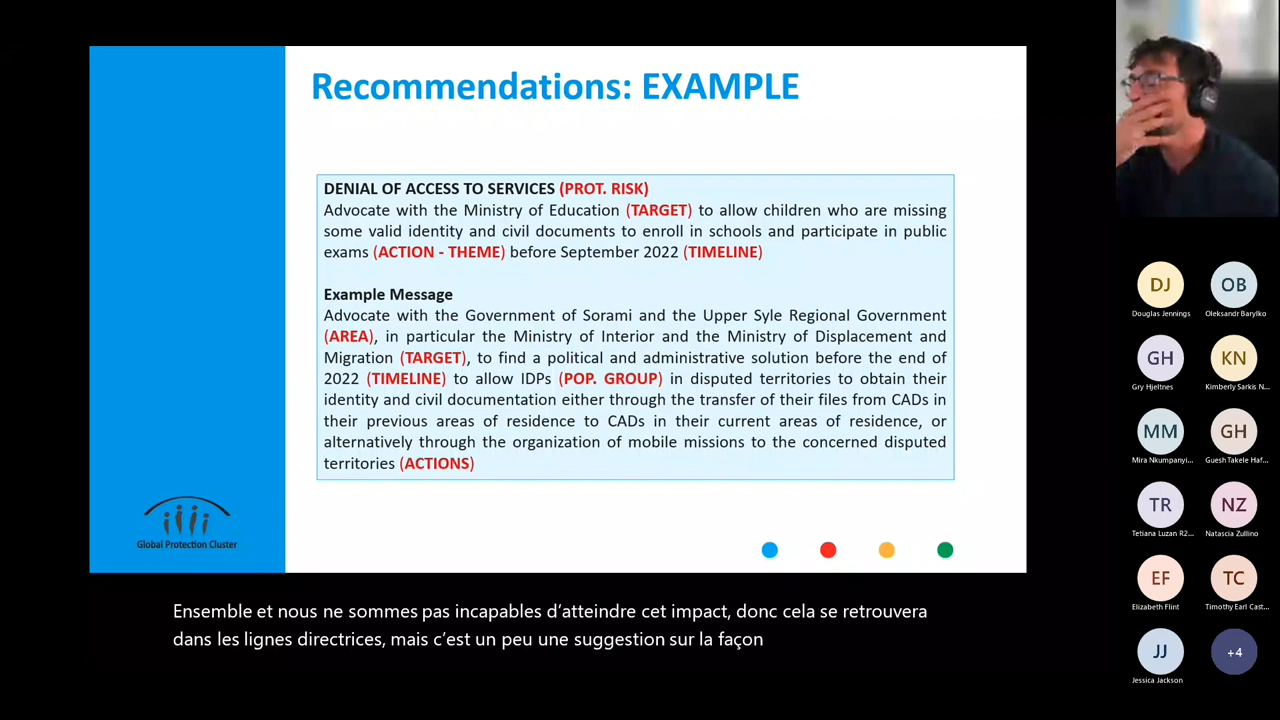 Recommendations: EXAMPLE
DENIAL OF ACCESS TO SERVICES (PROT. RISK)
Advocate with the Ministry of Education (TARGET) to allow children who are missing
some valid identity and civil documents to enroll in schools and participate in public
exams (ACTION - THEME) before September 2022 (TIMELINE)
Example Message
Advocate with the Government of Sorami and the Upper Syle Regional Government
(AREA), in particular the Ministry of Interior and the Ministry of Displacement and
Migration (TARGET), to find a political and administrative solution before the end of
2022 (TIMELINE) to allow IDPs (POP. GROUP) in disputed territories to obtain their
identity and civil documentation either through the transfer of their files from CADs in
their previous areas of residence to CADs in their current areas of residence, or
alternatively through the organization of mobile missions to the concerned disputed
territories (ACTIONS)
Global Protection Cluster
Ensemble et nous ne sommes pas incapables d'atteindre cet impact, donc cela se retrouvera
dans les lignes directrices, mais c'est un peu une suggestion sur la façon
DJ
Douglas Jennings
OB
Oleksandr Barylko
GH
Gry Hjeltnes
KN
Kimberly Sarkis N...
MM
Mira Nkumpanyi...
GH
Guesh Takele Haf...
TR
Tetiana Luzan R2...
NZ
Natascia Zullino
EF
Elizabeth Flint
TC
Timothy Earl Cast...
JJ
Jessica Jackson
+4